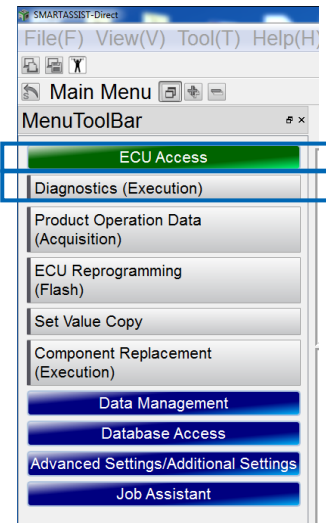 SMARTASSIST-Direct
File(F) View(V) Tool(T) Help(H)
Main Menu
MenuToolBar
ECU Access
Diagnostics (Execution)
Product Operation Data
(Acquisition)
ECU Reprogramming
(Flash)
Set Value Copy
Component Replacement
(Execution)
Data Management
Database Access
Advanced Settings/Additional Settings
Job Assistant